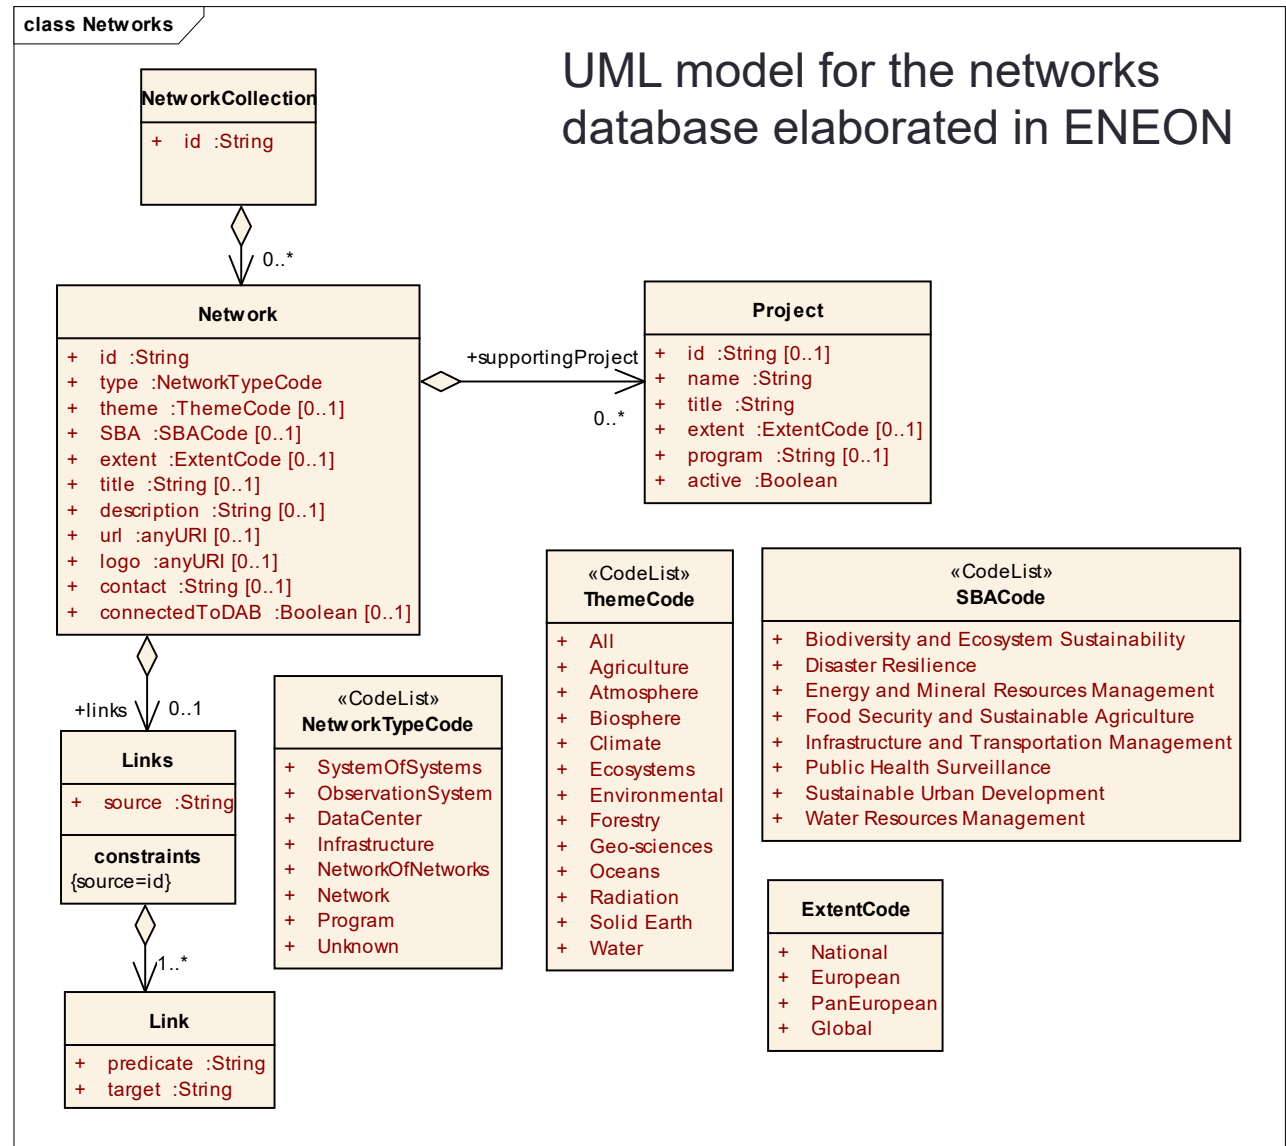 class Networks
UML model for the networks
database elaborated in ENEON
NetworkCollection
+ id :String
0..*
Network
+ id :String
+ type :NetworkTypeCode
+ theme :ThemeCode [0..1]
+ SBA :SBACode [0..1]
+ extent :ExtentCode [0..1]
+ title :String [0..1]
+ description :String [0..1]
+ url :anyURI [0..1]
+ logo :anyURI [0..1]
+ contact :String [0..1]
+ connectedToDAB :Boolean [0..1]
+supportingProject
0..*
Project
+ id :String [0..1]
+ name :String
+ title :String
+ extent :ExtentCode [0..1]
+ program :String [0..1]
+ active :Boolean
+links 0..1
Links
+ source :String
constraints
{source=id}
1..*
Link
+ predicate :String
+ target :String
«CodeList»
NetworkTypeCode
+ SystemOfSystems
+ ObservationSystem
+ DataCenter
+ Infrastructure
+ NetworkOfNetworks
+ Network
+ Program
+ Unknown
«CodeList»
ThemeCode
+ All
+ Agriculture
+ Atmosphere
+ Biosphere
+ Climate
+ Ecosystems
+ Environmental
+ Forestry
+ Geo-sciences
+ Oceans
+ Radiation
+ Solid Earth
+ Water
«CodeList»
SBACode
+ Biodiversity and Ecosystem Sustainability
+ Disaster Resilience
+ Energy and Mineral Resources Management
+ Food Security and Sustainable Agriculture
+ Infrastructure and Transportation Management
+ Public Health Surveillance
+ Sustainable Urban Development
+ Water Resources Management
ExtentCode
+ National
+ European
+ PanEuropean
+ Global